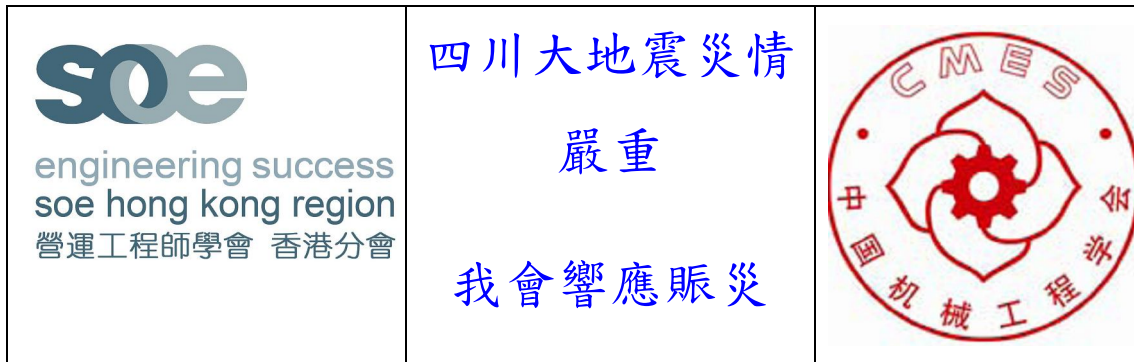 soe
engineering success
soe hong kong region
營運工程師學會 香港分會
四川大地震災情
嚴重
我會響應賑災
CMES
中国机械工程学会